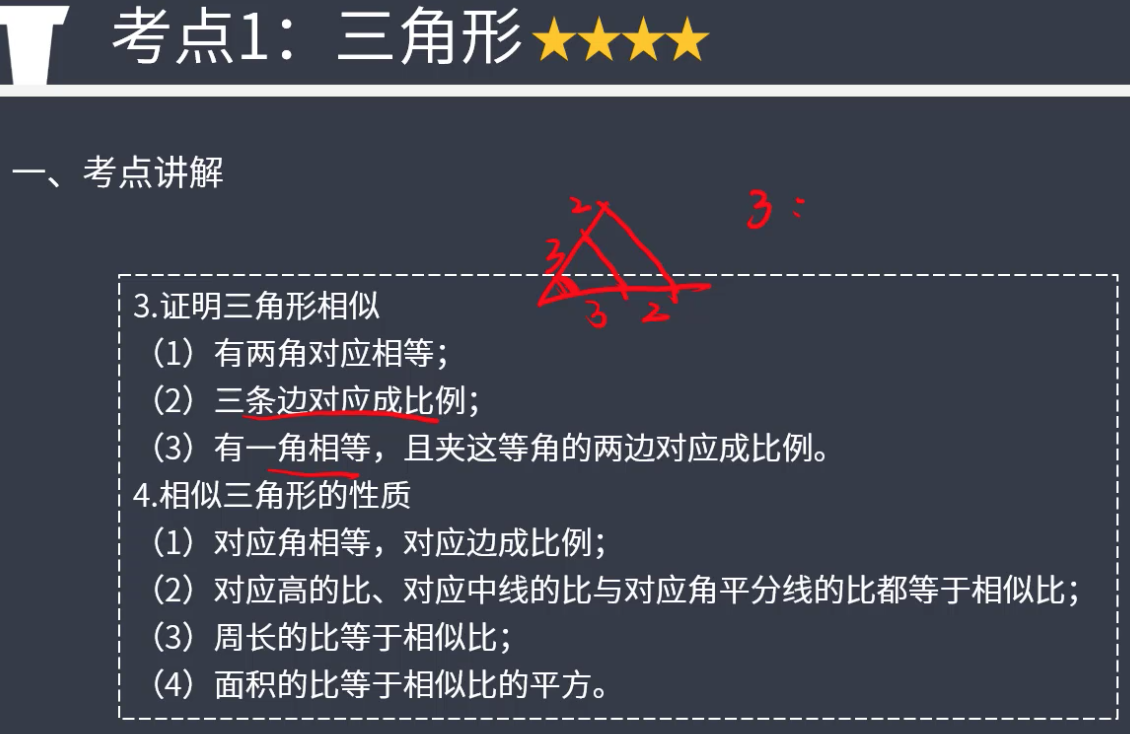 考点1：三角形★★★★
一、考点讲解
2
3：
3
3 2
3.证明三角形相似
（1）有两角对应相等；
（2）三条边对应成比例；
（3）有一角相等，且夹这等角的两边对应成比例。
4.相似三角形的性质
（1）对应角相等，对应边成比例；
（2）对应高的比、对应中线的比与对应角平分线的比都等于相似比；
（3）周长的比等于相似比；
（4）面积的比等于相似比的平方。